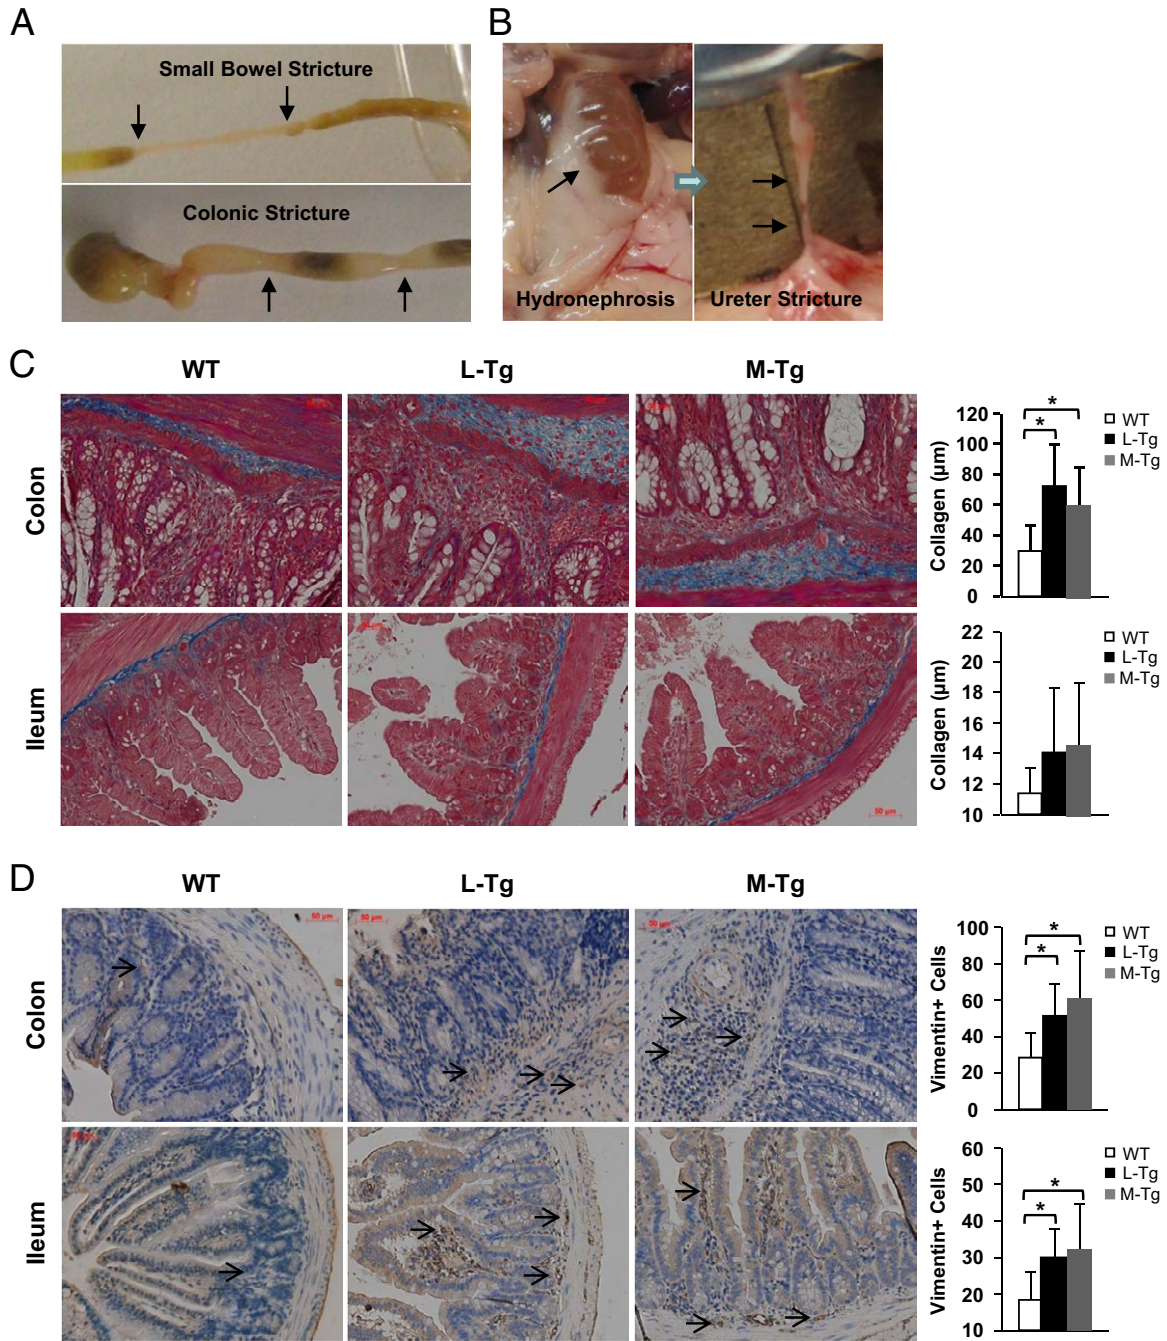 A
B
Small Bowel Stricture
Colonic Stricture
Hydronephrosis
Ureter Stricture
C
WT
L-Tg
M-Tg
Colon
Ileum
50 µm
Collagen (µm)
120
100
80
60
40
20
0
*
*
WT
L-Tg
M-Tg
Collagen (µm)
22
20
18
16
14
12
10
WT
L-Tg
M-Tg
D
WT
L-Tg
M-Tg
Colon
50 µm
50 µm
50 µm
Ileum
Vimentin+ Cells
100
80
60
40
20
0
*
*
WT
L-Tg
M-Tg
Vimentin+ Cells
60
50
40
30
20
10
*
*
WT
L-Tg
M-Tg